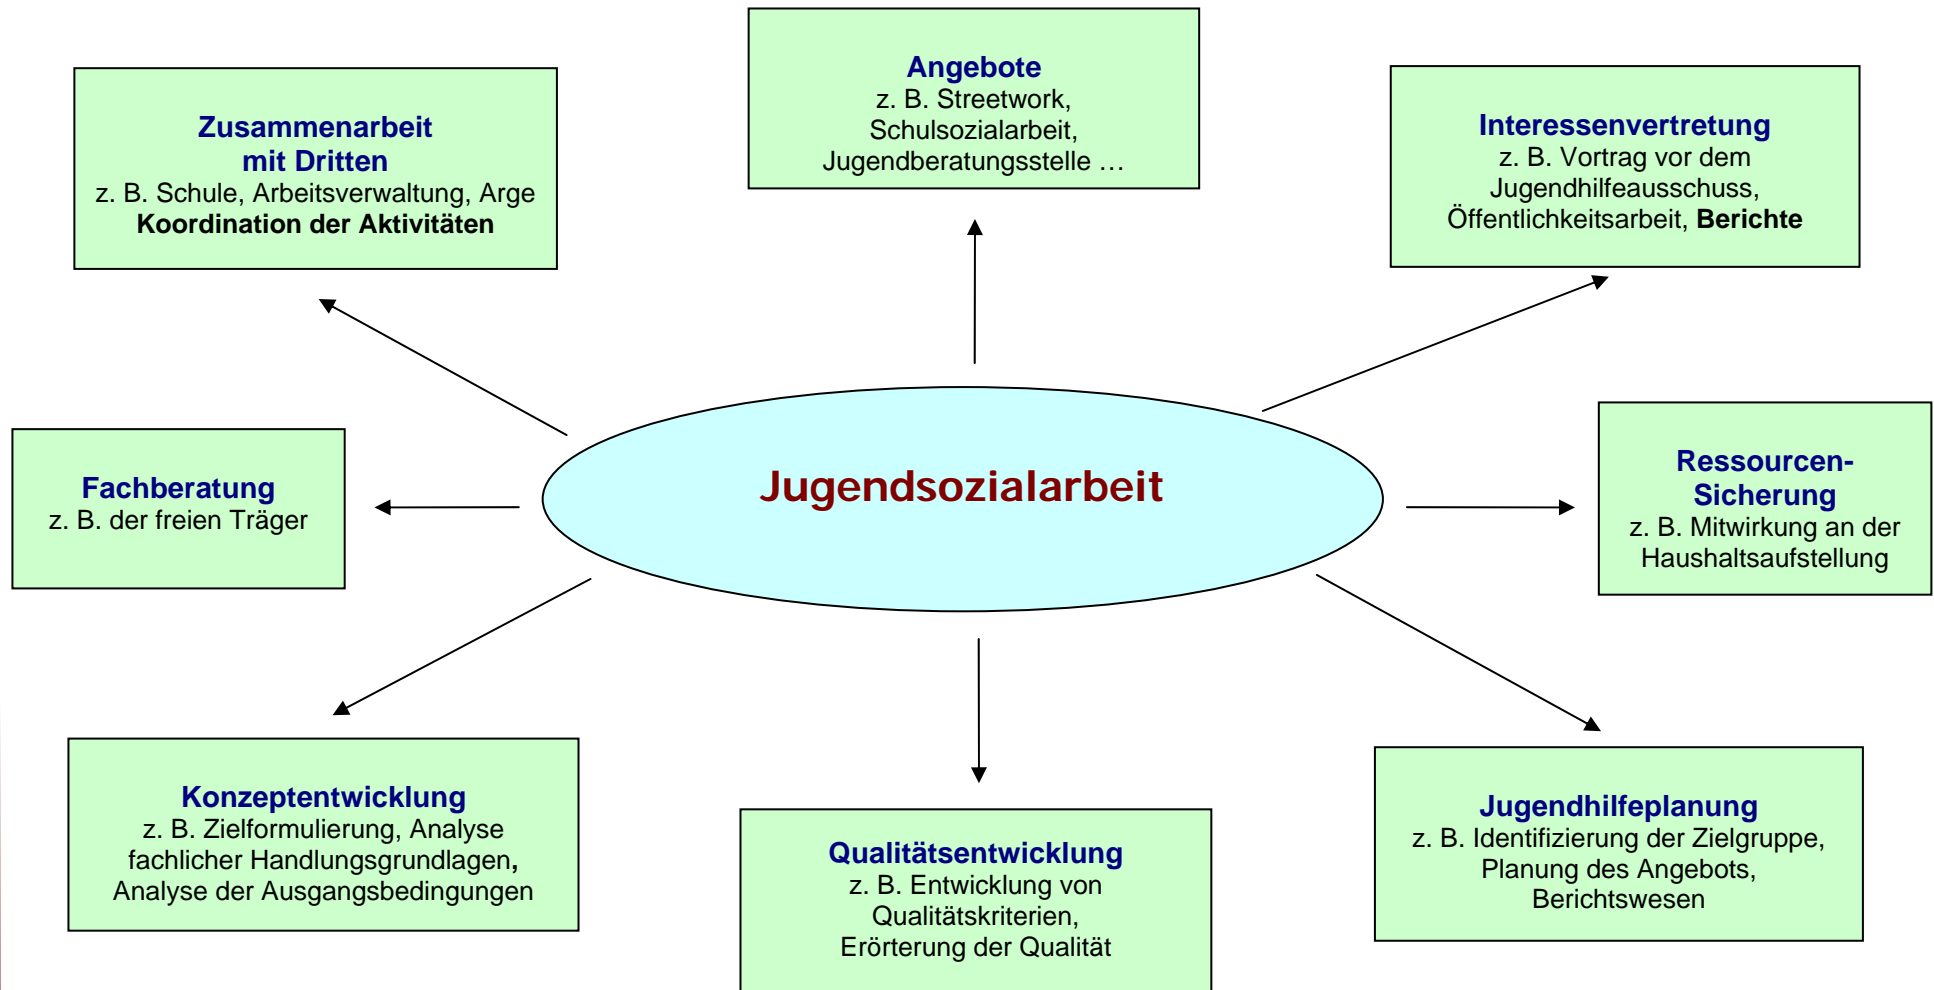 Angebote
z. B. Streetwork,
Schulsozialarbeit,
Jugendberatungsstelle …
Zusammenarbeit
mit Dritten
z. B. Schule, Arbeitsverwaltung, Arge
Koordination der Aktivitäten
Interessenvertretung
z. B. Vortrag vor dem
Jugendhilfeausschuss,
Öffentlichkeitsarbeit, Berichte
Jugendsozialarbeit
Fachberatung
z. B. der freien Träger
Ressourcen-
Sicherung
z. B. Mitwirkung an der
Haushaltsaufstellung
Konzeptentwicklung
z. B. Zielformulierung, Analyse
fachlicher Handlungsgrundlagen,
Analyse der Ausgangsbedingungen
Qualitätsentwicklung
z. B. Entwicklung von
Qualitätskriterien,
Erörterung der Qualität
Jugendhilfeplanung
z. B. Identifizierung der Zielgruppe,
Planung des Angebots,
Berichtswesen